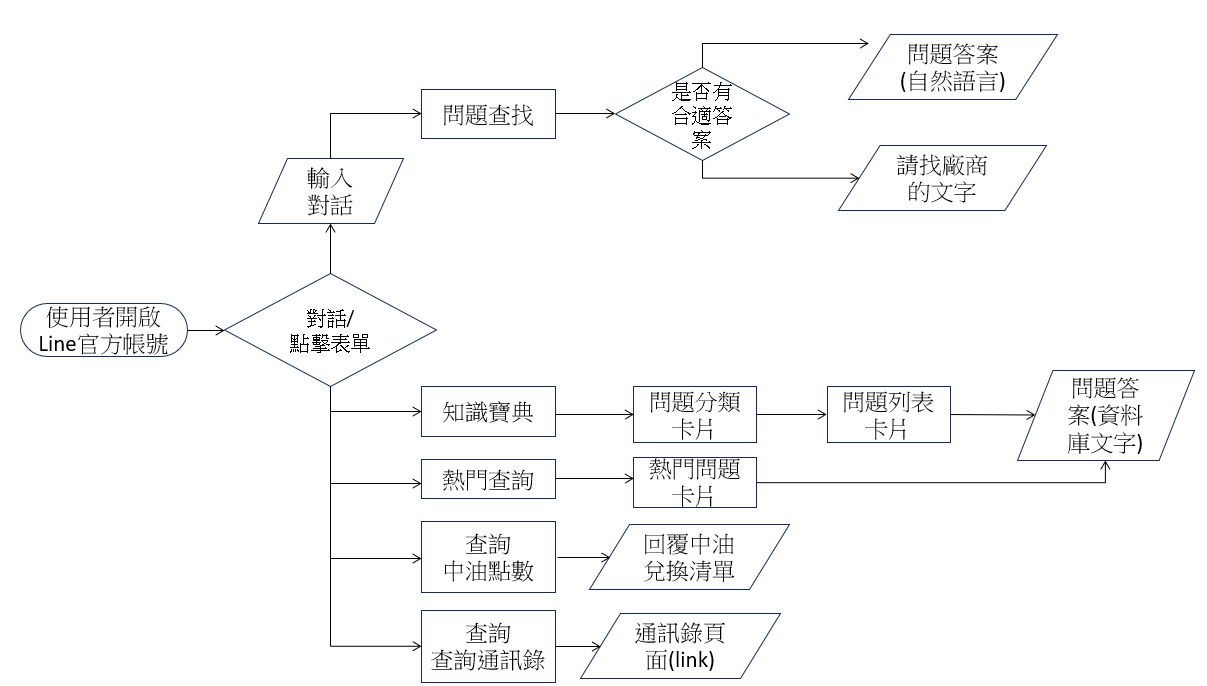 問題答案
(自然語言)
是否有
合適答
案
問題查找
請找廠商
的文字
輸入
對話
使用者開啟
Line官方帳號
對話/
點擊表單
知識寶典
問題分類
卡片
問題列表
卡片
問題答
案(資料
庫文字)
熱門查詢
熱門問題
卡片
查詢
中油點數
回覆中油
兌換清單
查詢
查詢通訊錄
通訊錄頁
面(link)